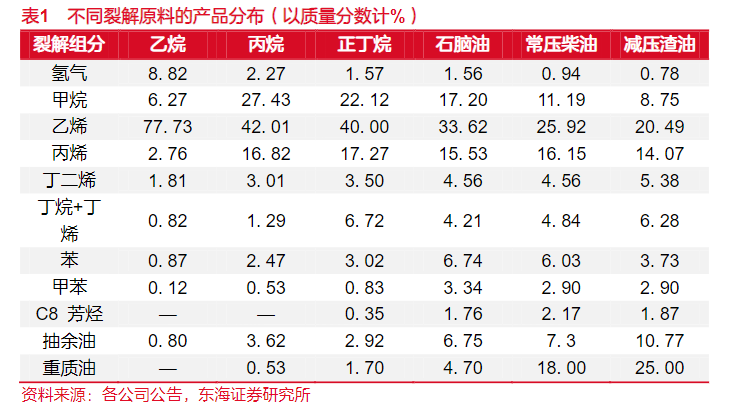 表1 不同裂解原料的产品分布（以质量分数计%）
裂解组分 乙烷 丙烷 正丁烷 石脑油 常压柴油 减压渣油
氢气 8.82 2.27 1.57 1.56 0.94 0.78
甲烷 6.27 27.43 22.12 17.20 11.19 8.75
乙烯 77.73 42.01 40.00 33.62 25.92 20.49
丙烯 2.76 16.82 17.27 15.53 16.15 14.07
丁二烯 1.81 3.01 3.50 4.56 4.56 5.38
丁烷+丁
烯 0.82 1.29 6.72 4.21 4.84 6.28
苯 0.87 2.47 3.02 6.74 6.03 3.73
甲苯 0.12 0.53 0.83 3.34 2.90 2.90
C8 芳烃 — — 0.35 1.76 2.17 1.87
抽余油 0.80 3.62 2.92 6.75 7.3 10.77
重质油 — 0.53 1.70 4.70 18.00 25.00
资料来源：各公司公告，东海证券研究所